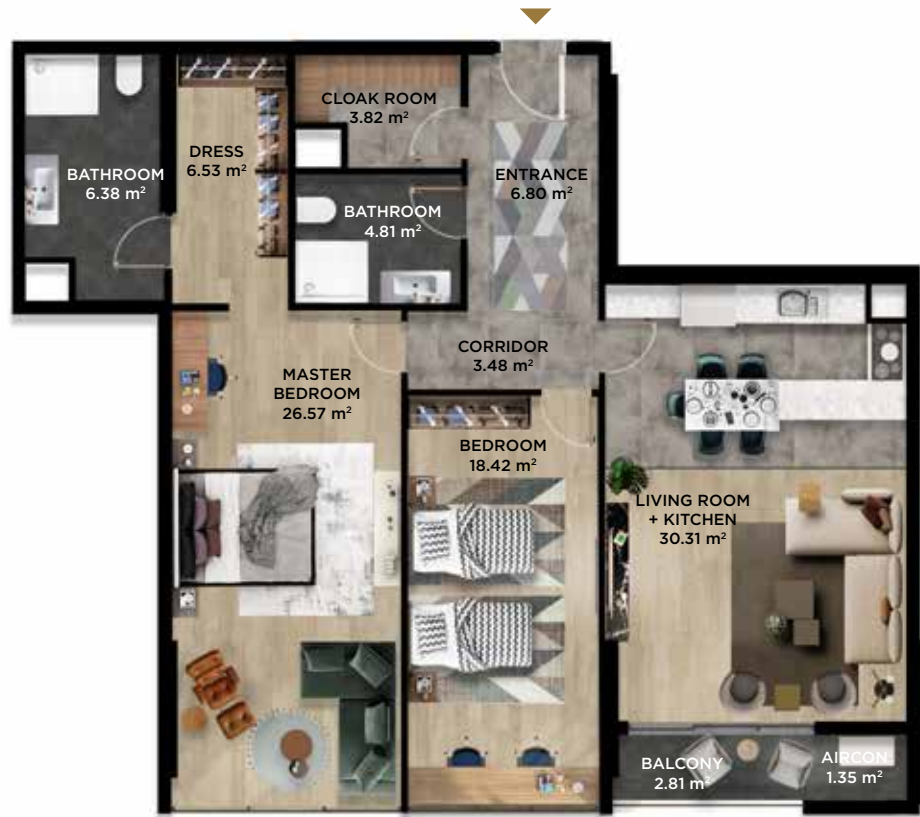 CLOAK ROOM
3.82 m²
DRESS
6.53 m²
BATHROOM
6.38 m²
ENTRANCE
6.80 m²
BATHROOM
4.81 m²
CORRIDOR
3.48 m²
MASTER
BEDROOM
26.57 m²
BEDROOM
18.42 m²
LIVING ROOM
+ KITCHEN
30.31 m²
BALCONY
2.81 m²
AIRCON.
1.35 m²